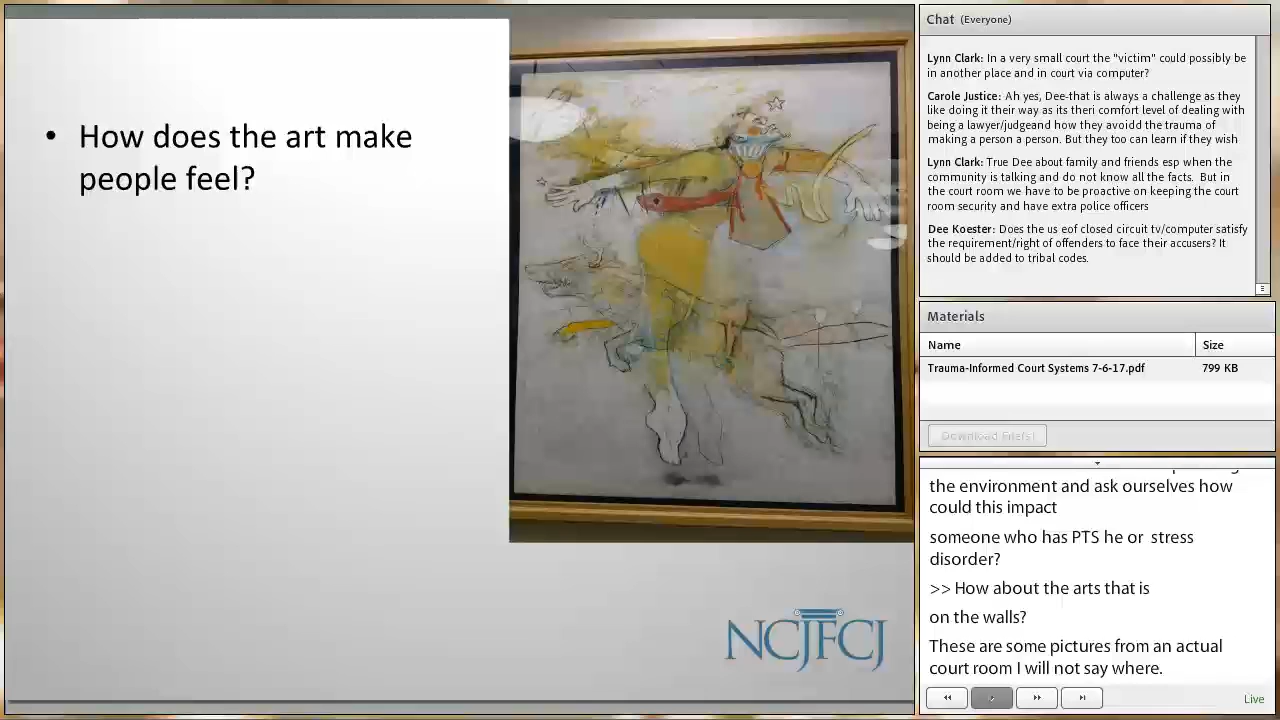 • How does the art make
people feel?
NCJFCJ
Chat (Everyone)
Lynn Clark: In a very small court the "victim" could possibly be
in another place and in court via computer?
Carole Justice: Ah yes, Dee-that is always a challenge as they
like doing it their way as its theri comfort level of dealing with
being a lawyer/judgeand how they avoidd the trauma of
making a person a person. But they too can learn if they wish
Lynn Clark: True Dee about family and friends esp when the
community is talking and do not know all the facts. But in
the court room we have to be proactive on keeping the court
room security and have extra police officers
Dee Koester: Does the us eof closed circuit tv/computer satisfy
the requirement/right of offenders to face their accusers? It
should be added to tribal codes.
Materials
Name Size
Trauma-Informed Court Systems 7-6-17.pdf 799 KB
Download File(s)
the environment and ask ourselves how
could this impact
someone who has PTS he or stress
disorder?
>> How about the arts that is
on the walls?
These are some pictures from an actual
court room I will not say where.
Live